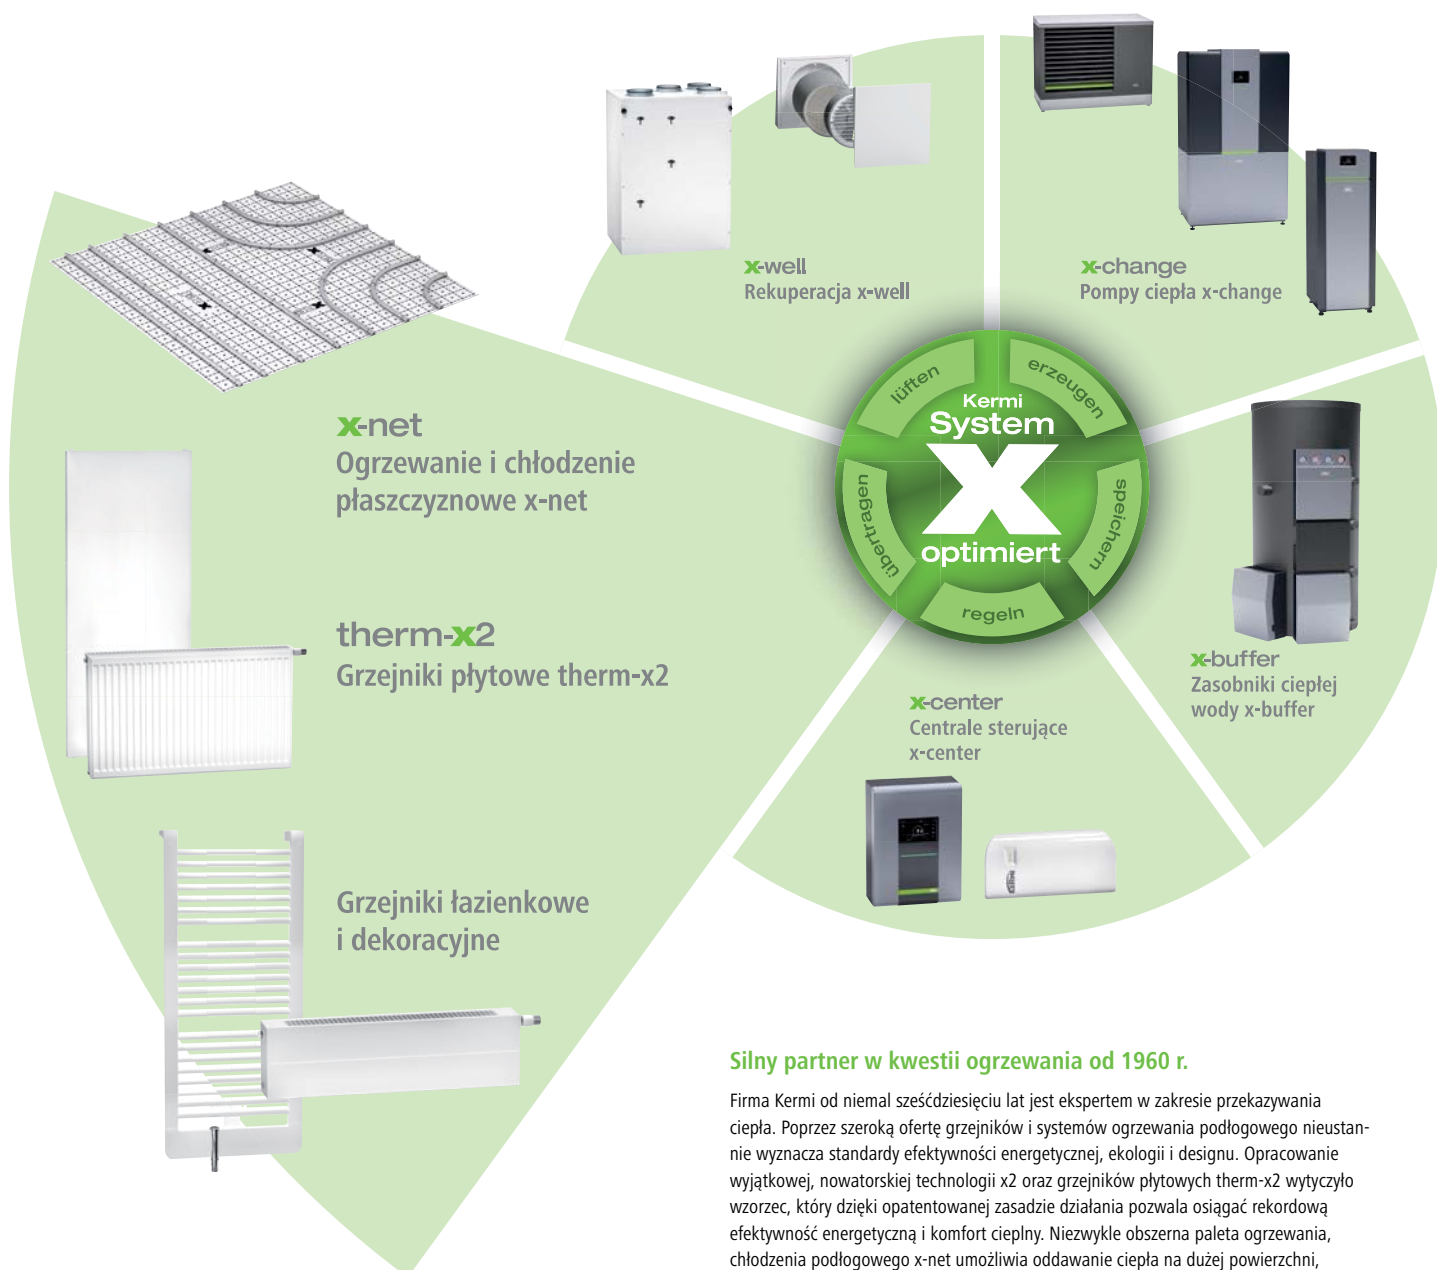 x-well
Rekuperacja x-well
x-change
Pompy ciepła x-change
x-net
Ogrzewanie i chłodzenie
płaszczyznowe x-net
therm-x2
Grzejniki płytowe therm-x2
Grzejniki łazienkowe
i dekoracyjne
lüften
erzeugen
Kermi
System
X
optimiert
übertragen
speichern
regeln
x-buffer
Zasobniki ciepłej
wody x-buffer
x-center
Centrale sterujące
x-center
Silny partner w kwestii ogrzewania od 1960 r.
Firma Kermi od niemal sześćdziesięciu lat jest ekspertem w zakresie przekazywania
ciepła. Poprzez szeroką ofertę grzejników i systemów ogrzewania podłogowego nieustan-
nie wyznacza standardy efektywności energetycznej, ekologii i designu. Opracowanie
wyjątkowej, nowatorskiej technologii x2 oraz grzejników płytowych therm-x2 wytyczyło
wzorzec, który dzięki opatentowanej zasadzie działania pozwala osiągać rekordową
efektywność energetyczną i komfort cieplny. Niezwykle obszerna paleta ogrzewania,
chłodzenia podłogowego x-net umożliwia oddawanie ciepła na dużej powierzchni,